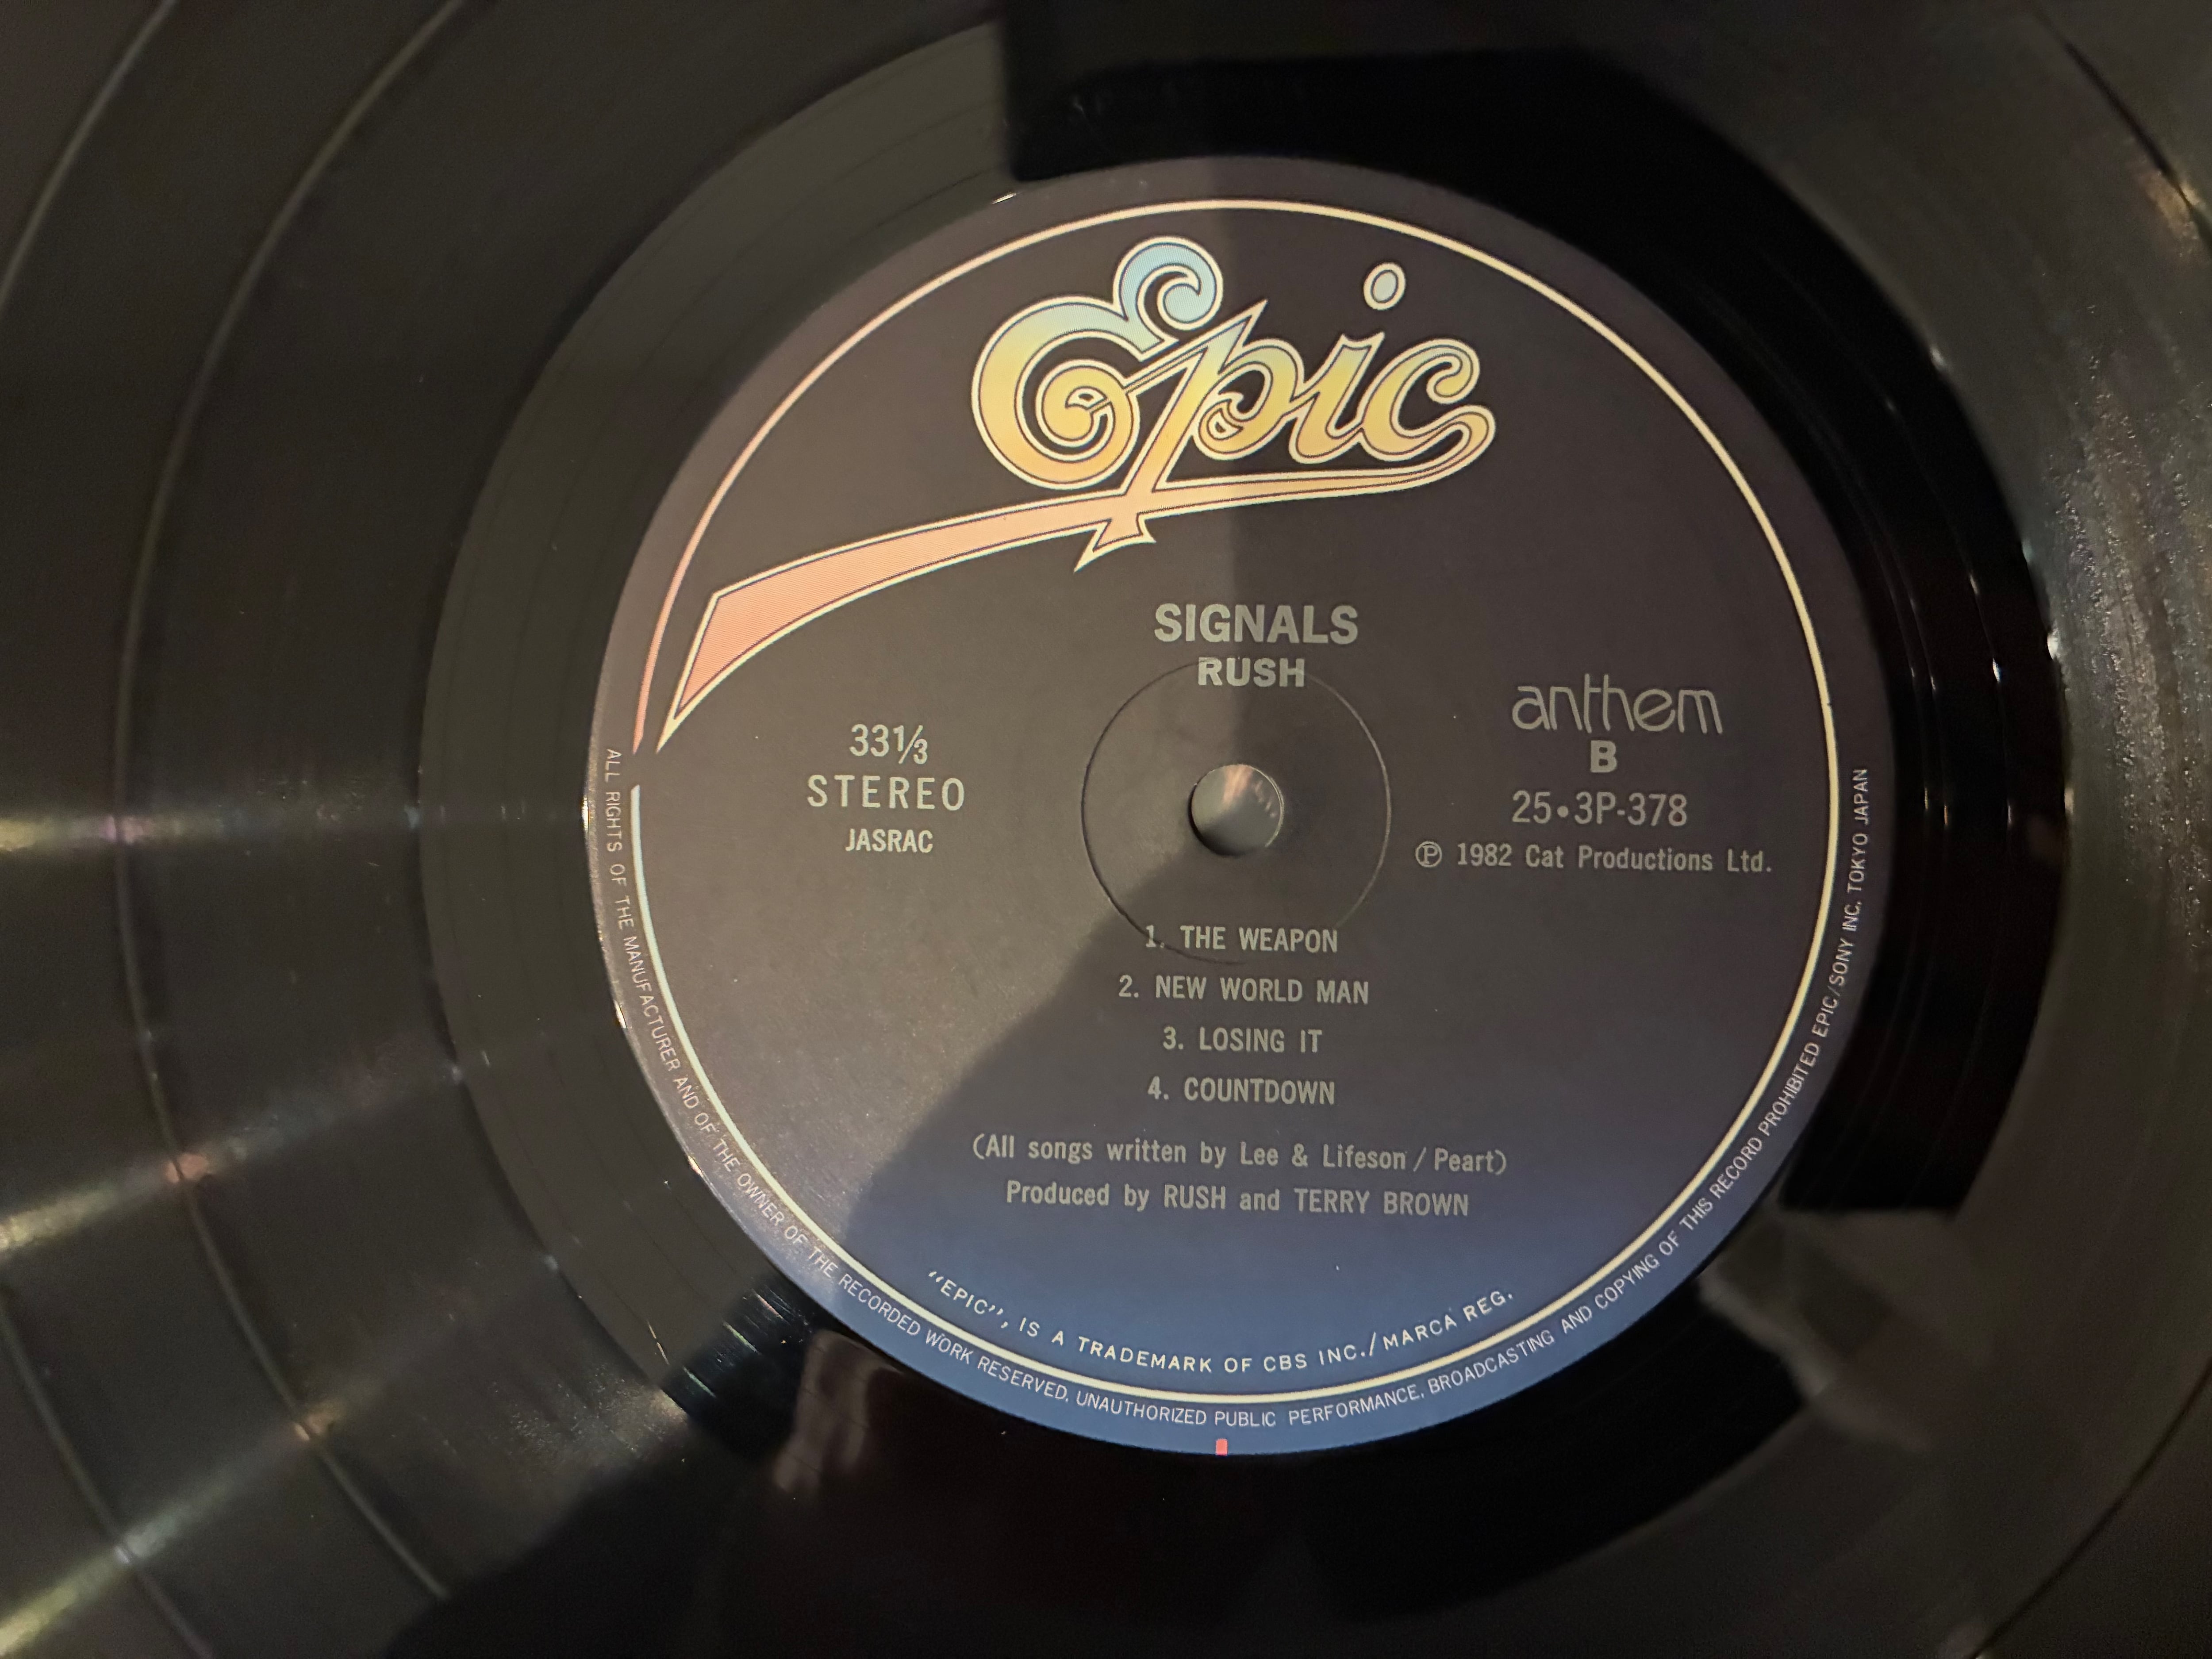 Epic
SIGNALS
RUSH
33⅓
STEREO
JASRAC
anthem
B
25•3P-378
Ⓟ 1982 Cat Productions Ltd.
1. THE WEAPON
2. NEW WORLD MAN
3. LOSING IT
4. COUNTDOWN
(All songs written by Lee & Lifeson / Peart)
Produced by RUSH and TERRY BROWN
“EPIC”, IS A TRADEMARK OF CBS INC./MARCA REG.
ALL RIGHTS OF THE MANUFACTURER AND OF THE OWNER OF THE RECORDED WORK RESERVED. UNAUTHORIZED PUBLIC PERFORMANCE, BROADCASTING AND COPYING OF THIS RECORD PROHIBITED EPIC/SONY INC. TOKYO JAPAN